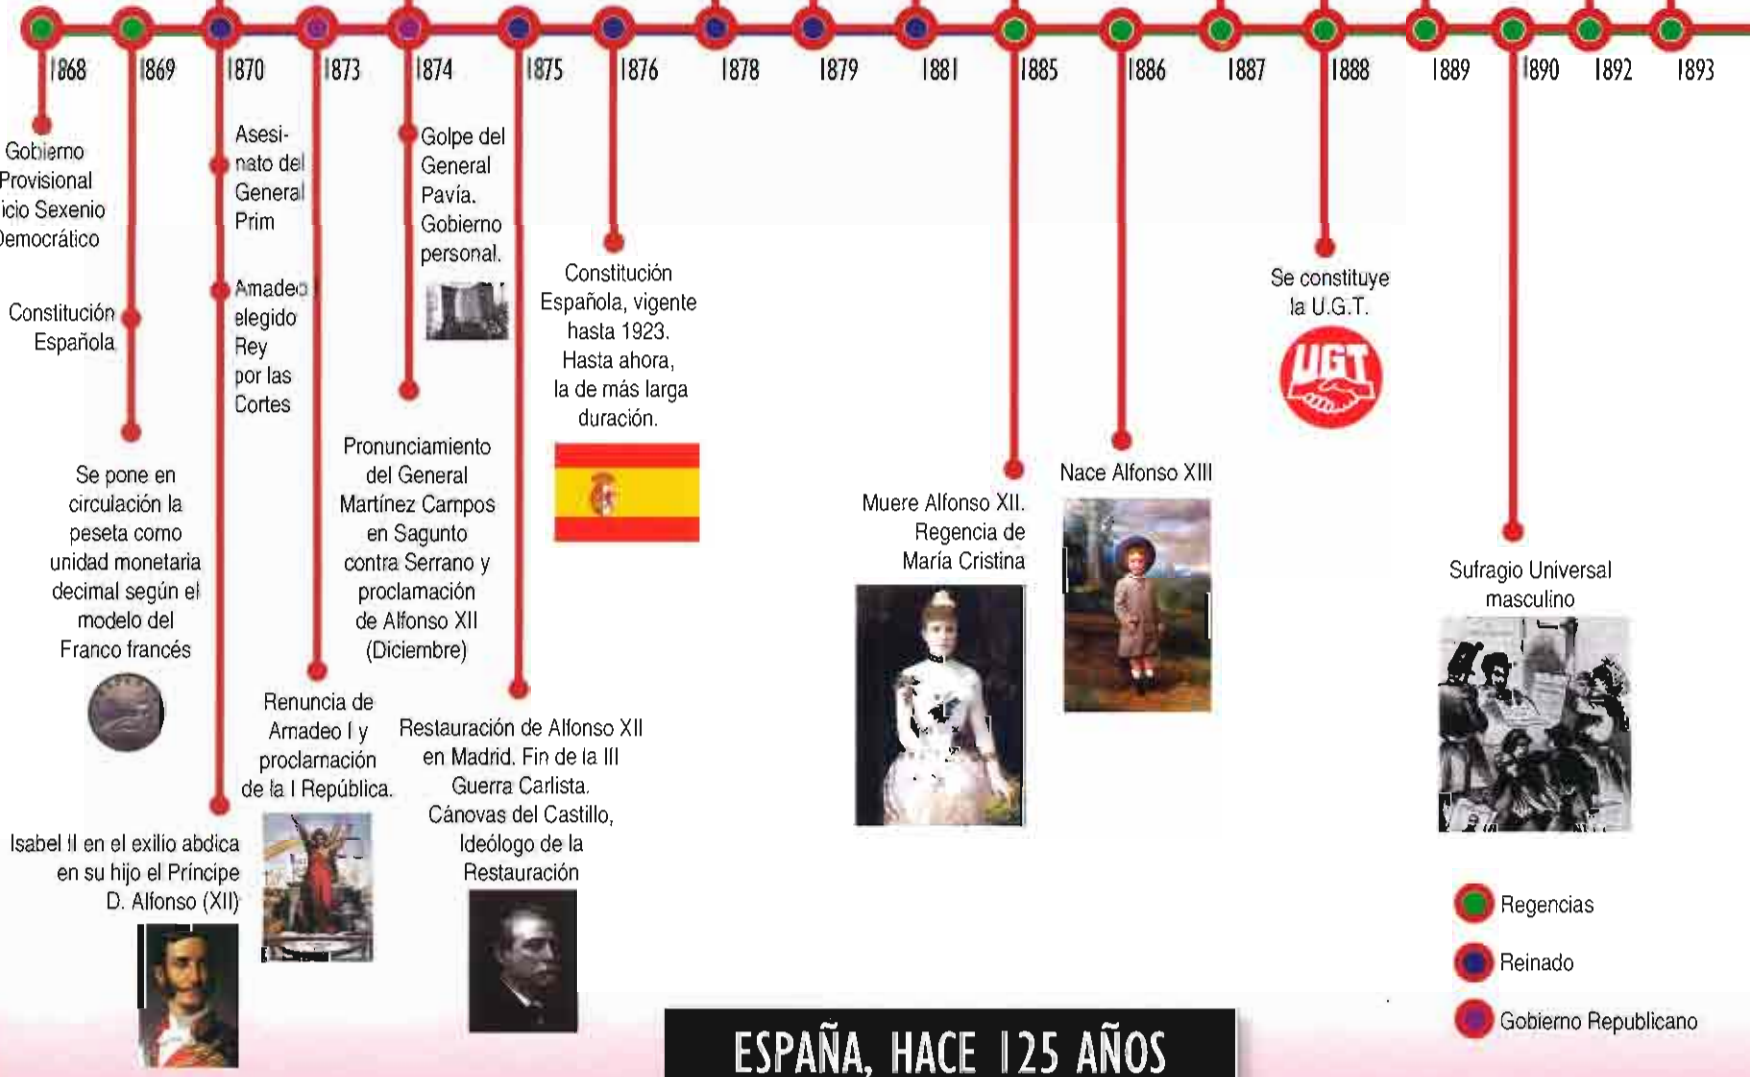 1868
1869
1870
1873
1874
1875
1876
1878
1879
1881
1885
1886
1887
1888
1889
1890
1892
1893
Gobierno
Provisional
icio Sexenio
Democrático
Constitución
Española
Se pone en
circulación la
peseta como
unidad monetaria
decimal según el
modelo del
Franco francés
Asesi-
nato del
General
Prim
Amadeo I
elegido
Rey
por las
Cortes
Isabel II en el exilio abdica
en su hijo el Príncipe
D. Alfonso (XII)
Renuncia de
Amadeo I y
proclamación
de la I República.
Golpe del
General
Pavía.
Gobierno
personal.
Pronunciamiento
del General
Martínez Campos
en Sagunto
contra Serrano y
proclamación
de Alfonso XII
(Diciembre)
Restauración de Alfonso XII
en Madrid. Fin de la III
Guerra Carlista.
Cánovas del Castillo,
Ideólogo de la
Restauración
Constitución
Española, vigente
hasta 1923.
Hasta ahora,
la de más larga
duración.
Muere Alfonso XII.
Regencia de
María Cristina
Nace Alfonso XIII
Se constituye
la U.G.T.
UGT
Sufragio Universal
masculino
Regencias
Reinado
Gobierno Republicano
ESPAÑA, HACE 125 AÑOS